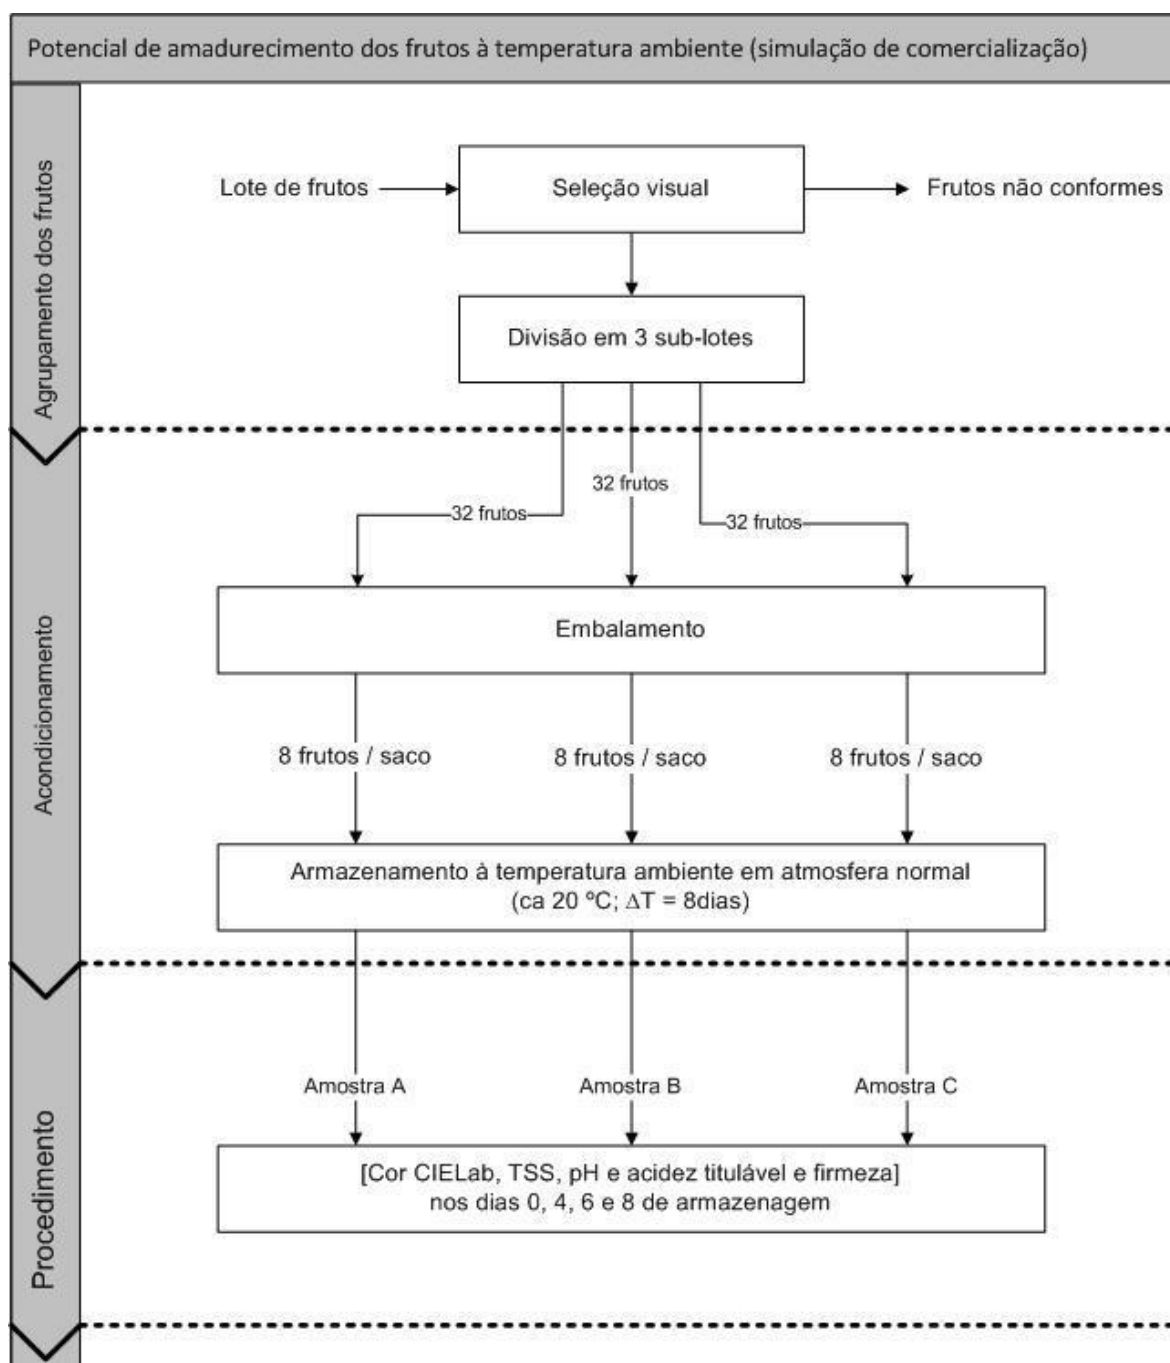 Potencial de amadurecimento dos frutos à temperatura ambiente (simulação de comercialização)
Agrupamento dos frutos
Lote de frutos
Seleção visual
Frutos não conformes
Divisão em 3 sub-lotes
Acondicionamento
32 frutos
32 frutos
32 frutos
Embalamento
8 frutos / saco
8 frutos / saco
8 frutos / saco
Armazenamento à temperatura ambiente em atmosfera normal
(ca 20 ºC; ΔT = 8dias)
Procedimento
Amostra A
Amostra B
Amostra C
[Cor CIELab, TSS, pH e acidez titulável e firmeza]
nos dias 0, 4, 6 e 8 de armazenagem